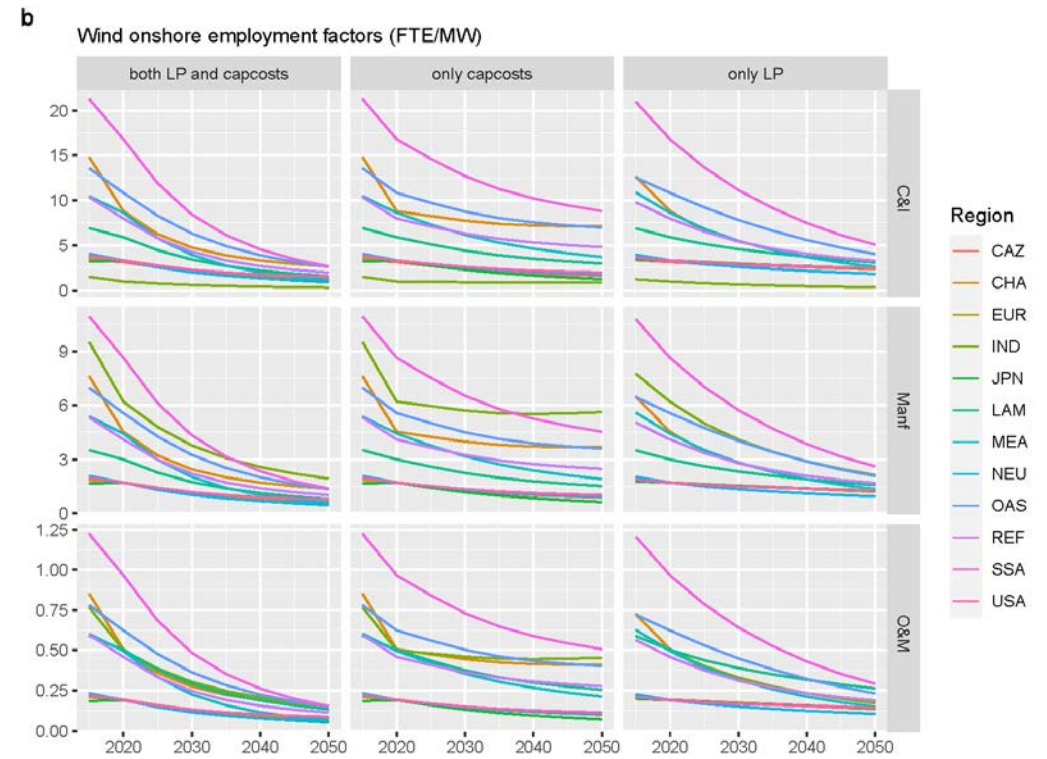 b
Wind onshore employment factors (FTE/MW)
both LP and capcosts
only capcosts
only LP
20
15
10
5
0
C&I
9
6
3
0
Manf
1.25
1.00
0.75
0.50
0.25
0.00
O&M
2020 2030 2040 2050 2020 2030 2040 2050 2020 2030 2040 2050
Region
CAZ
CHA
EUR
IND
JPN
LAM
MEA
NEU
OAS
REF
SSA
USA